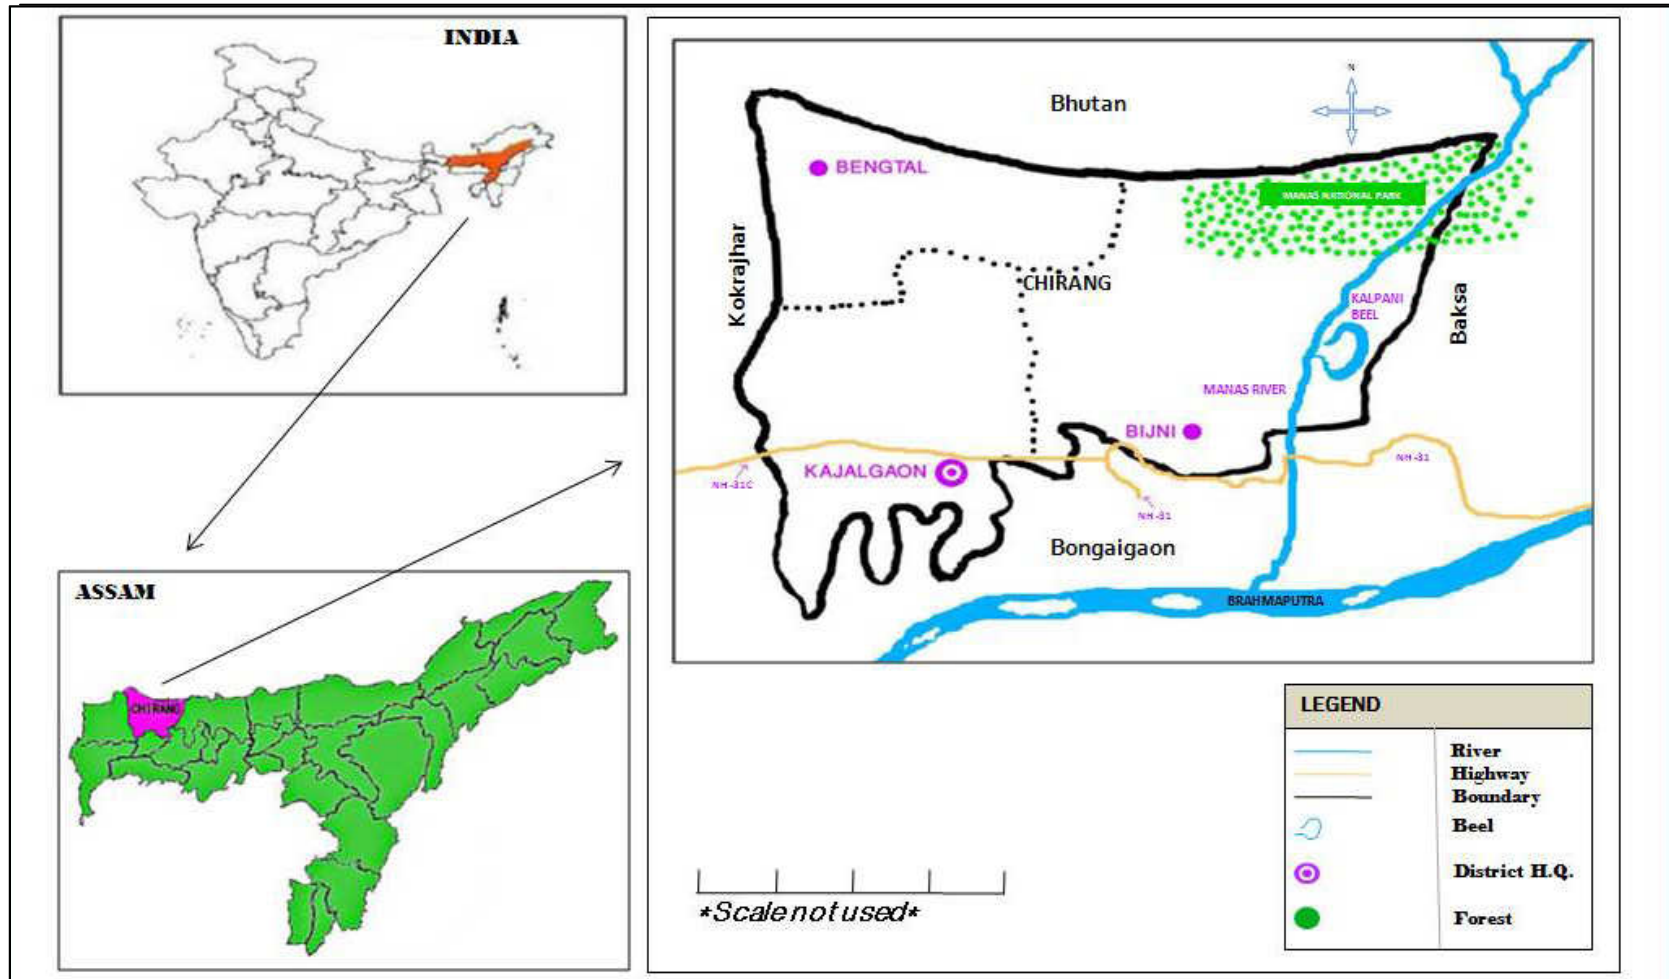 INDIA
ASSAM
CHIRANG
N
Bhutan
BENGTAL
MANAS NATIONAL PARK
Kokrajhar
CHIRANG
KALPANI
BEEL
Baksa
MANAS RIVER
BIJNI
KAJALGAON
NH -31C
NH -31
NH -31
Bongaigaon
BRAHMAPUTRA
LEGEND
River
Highway
Boundary
Beel
District H.Q.
Forest
*Scale not used*